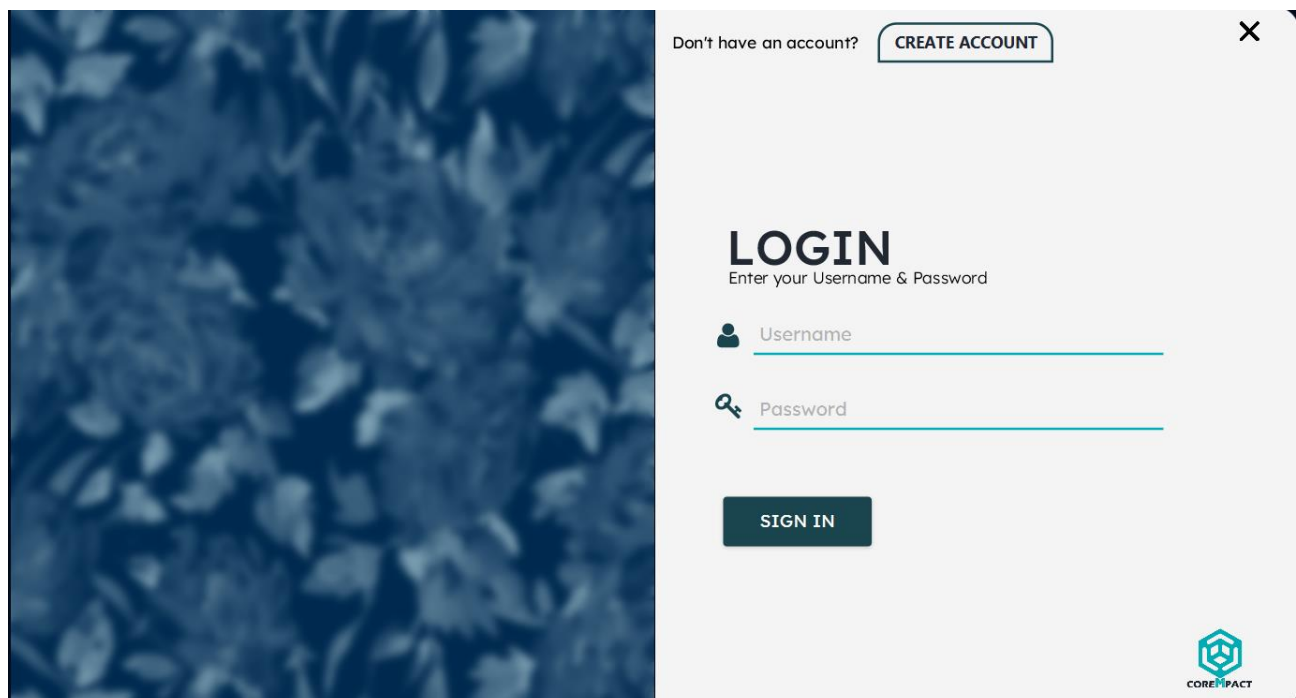 Don't have an account? CREATE ACCOUNT
LOGIN
Enter your Username & Password
Username
Password
SIGN IN
COREMPACT